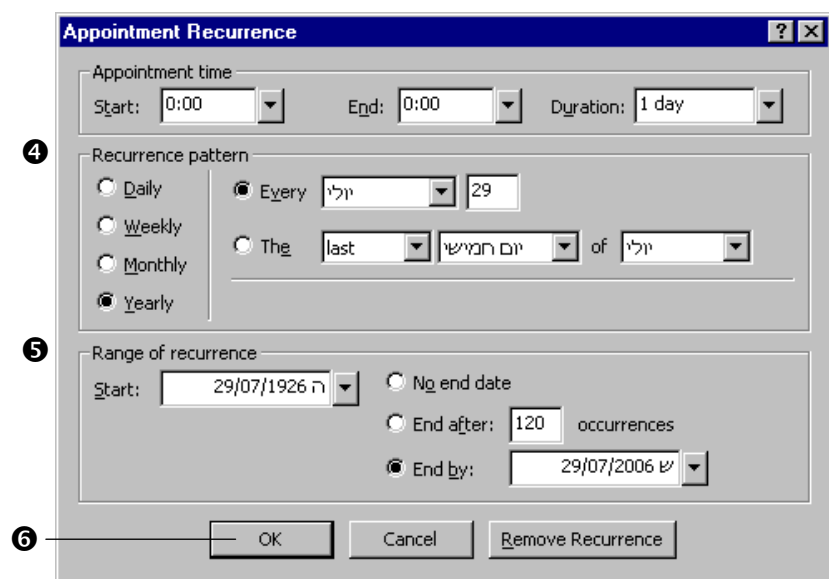 Appointment Recurrence
Appointment time
Start: 0:00 End: 0:00 Duration: 1 day
❹ Recurrence pattern
Daily
Every יולי 29
Weekly
The last יום חמישי of יולי
Monthly
Yearly
❺ Range of recurrence
Start: ה 29/07/1926
No end date
End after: 120 occurrences
End by: ש 29/07/2006
❻ OK Cancel Remove Recurrence